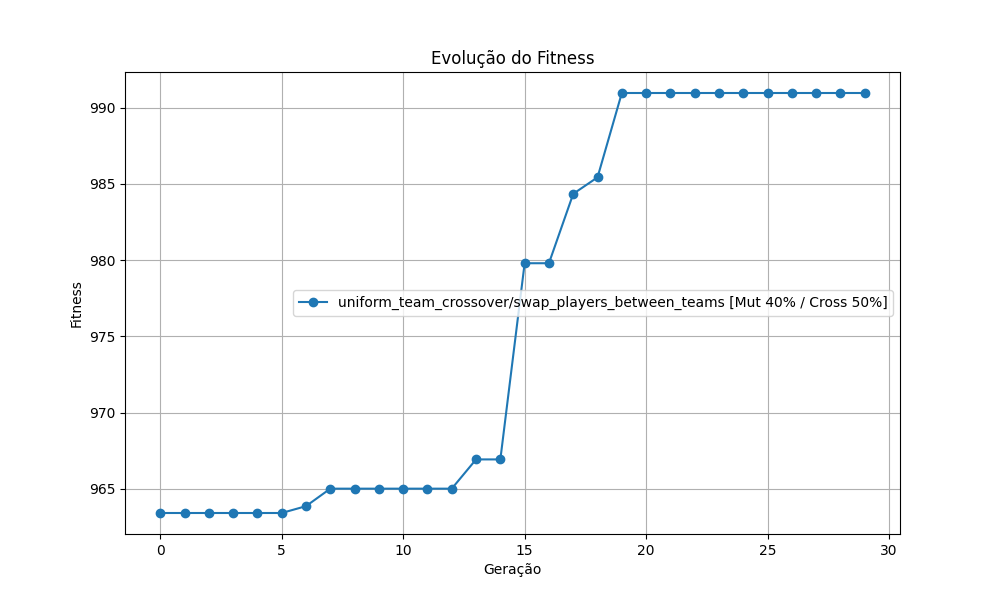 Evolução do Fitness
Fitness
990
985
980
975
970
965
uniform_team_crossover/swap_players_between_teams [Mut 40% / Cross 50%]
0 5 10 15 20 25 30
Geração